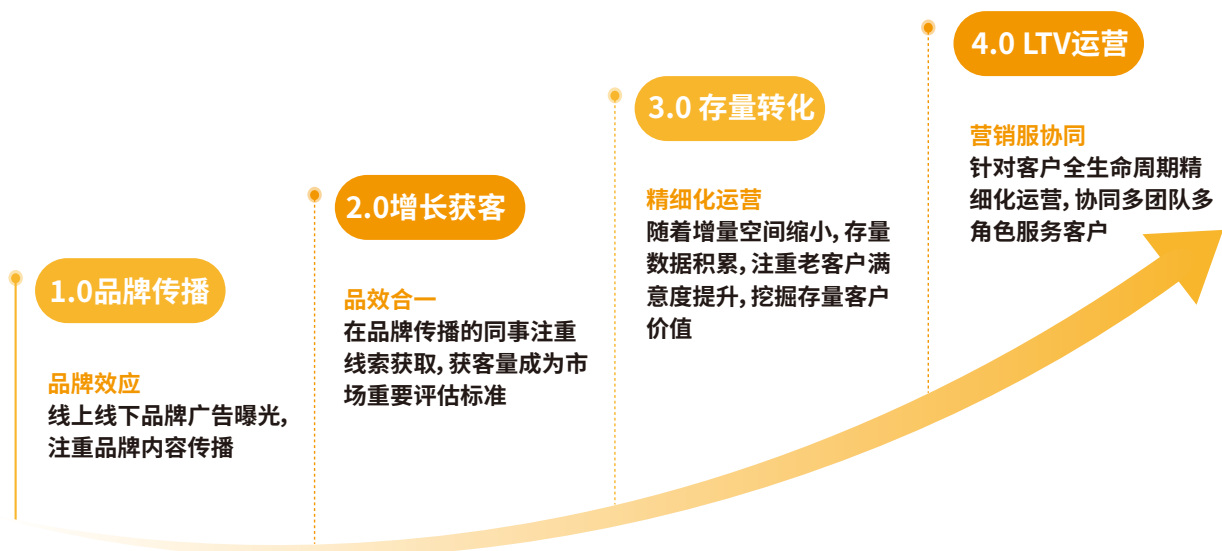 1.0品牌传播
品牌效应
线上线下品牌广告曝光,
注重品牌内容传播
2.0增长获客
品效合一
在品牌传播的同事注重
线索获取,获客量成为市
场重要评估标准
3.0 存量转化
精细化运营
随着增量空间缩小,存量
数据积累,注重老客户满
意度提升,挖掘存量客户
价值
4.0 LTV运营
营销服协同
针对客户全生命周期精
细化运营,协同多团队多
角色服务客户